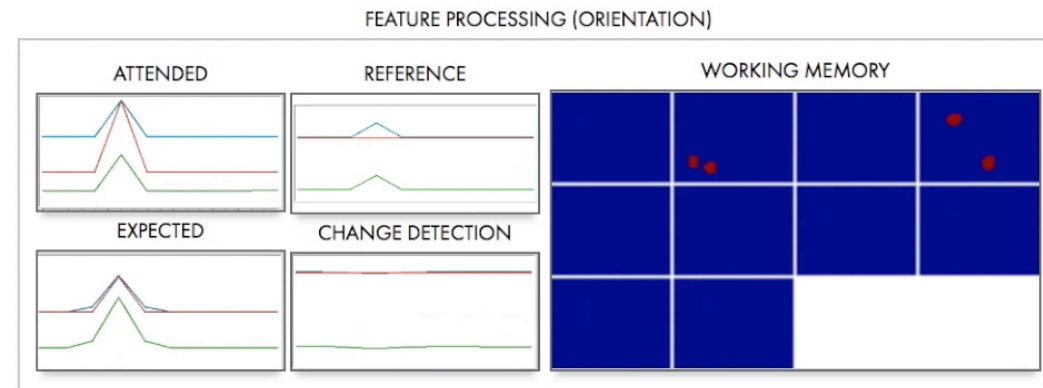 FEATURE PROCESSING (ORIENTATION)
ATTENDED
REFERENCE
WORKING MEMORY
EXPECTED
CHANGE DETECTION